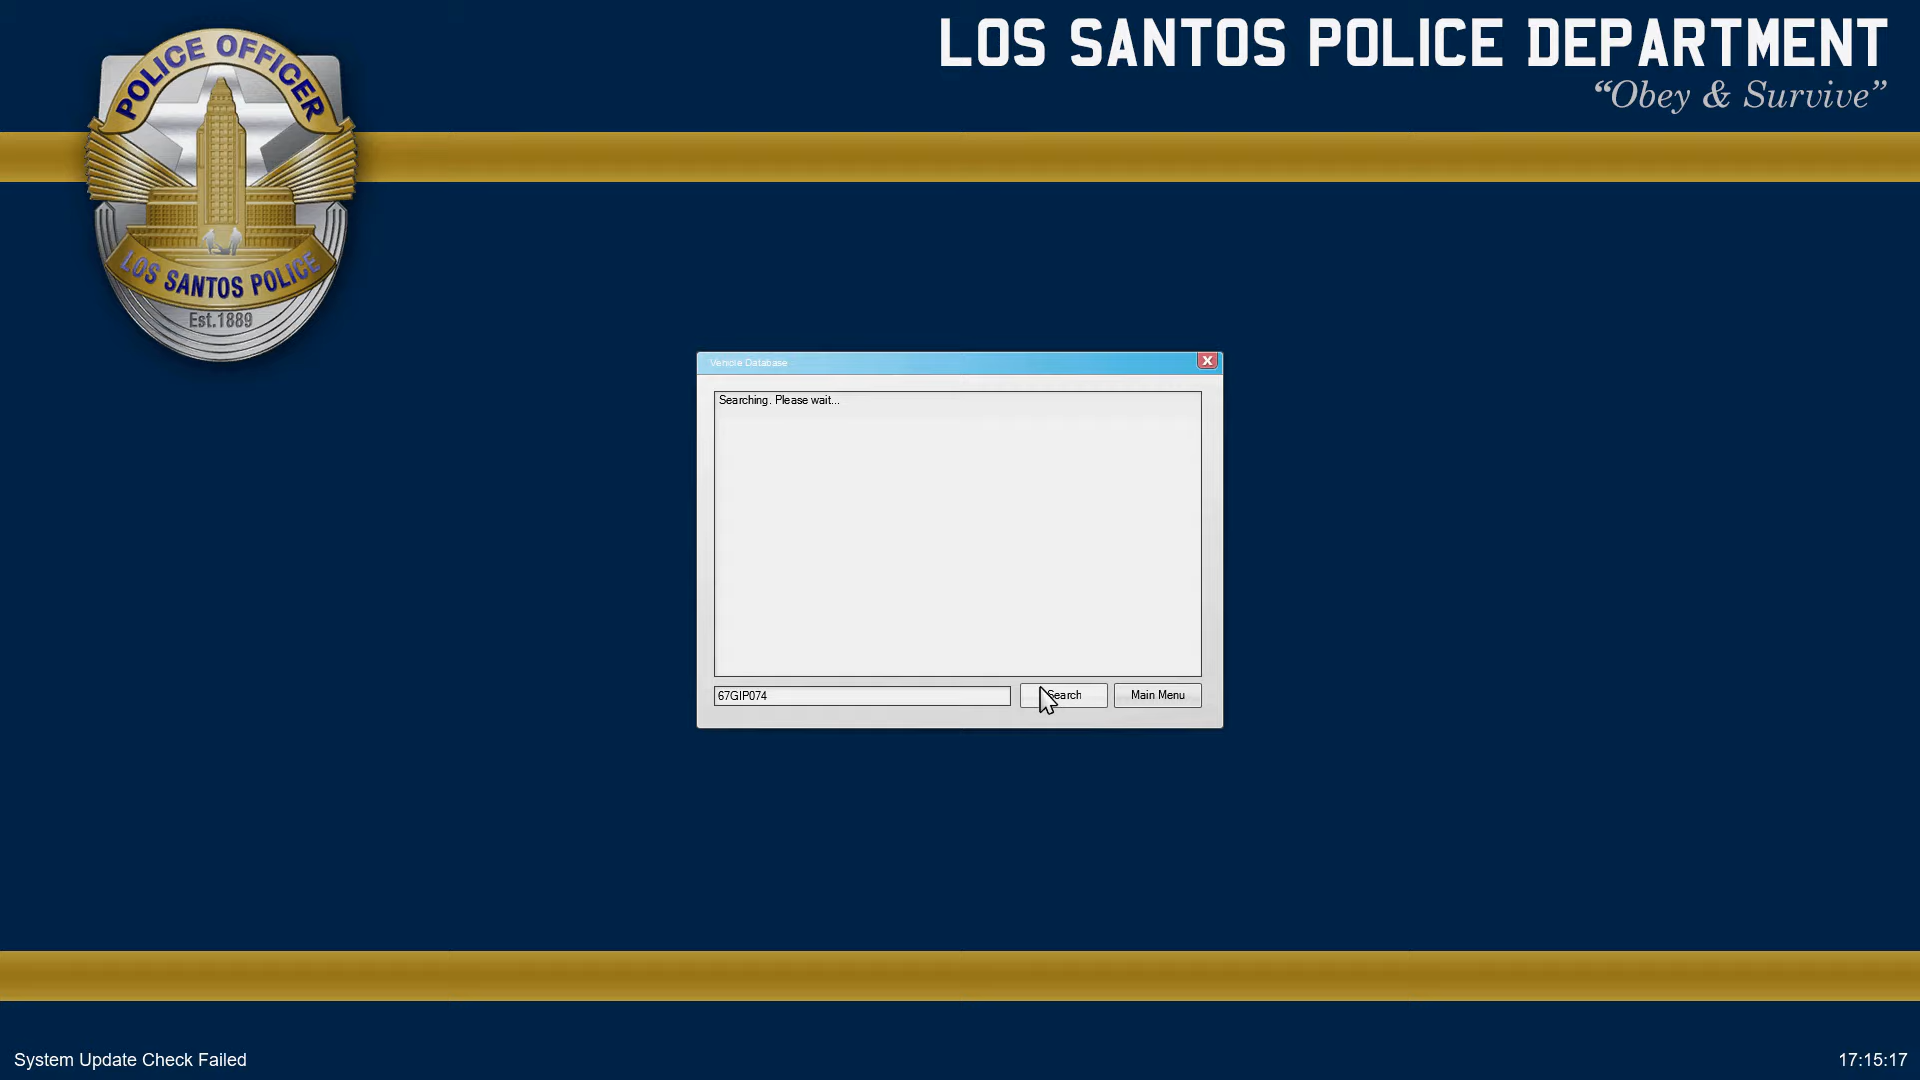 LOS SANTOS POLICE DEPARTMENT
“Obey & Survive”
POLICE OFFICER
LOS SANTOS POLICE
Est.1889
Vehicle Database
Searching. Please wait...
67GIP074
Search
Main Menu
System Update Check Failed
17:15:17